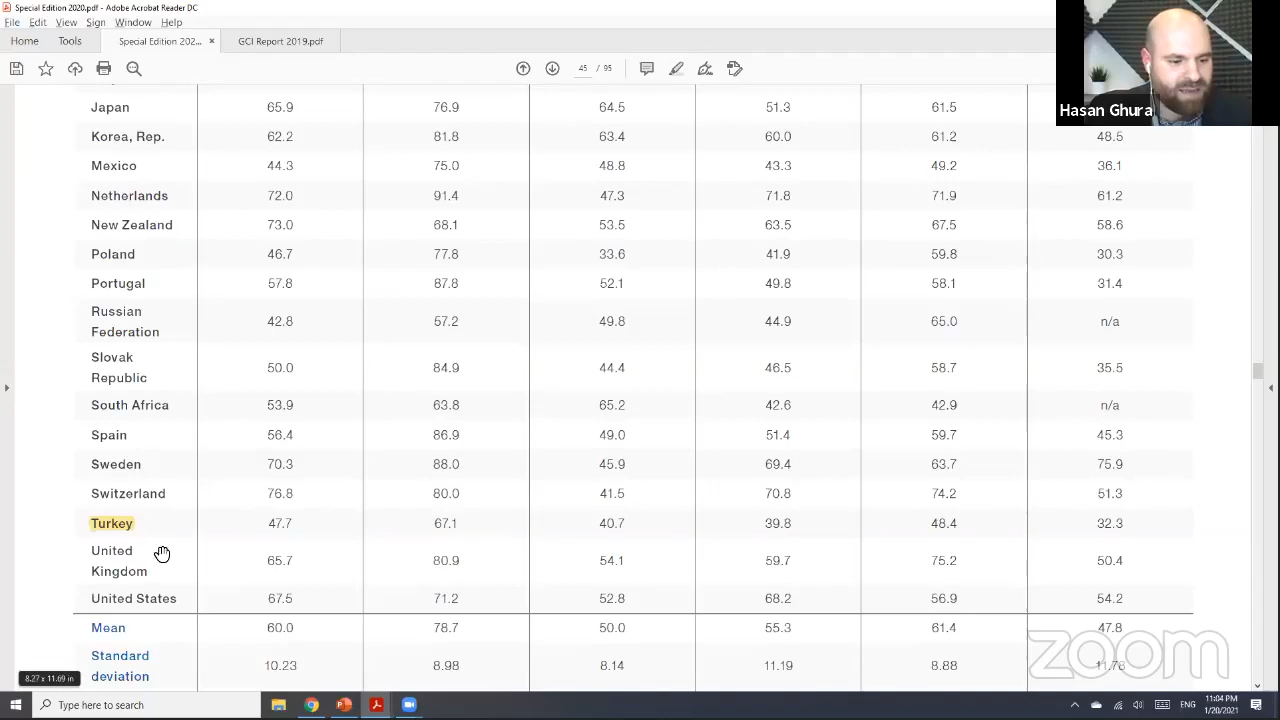 Special Edition 2020.pdf - Adobe Acrobat Reader DC
File Edit View Sign Window Help
Home Tools Special Edition 202... × GCI Report 2019.pdf
45 /
Hasan Ghura
Japan 65.9 76.9 64.5 51.3
Korea, Rep. 62.2 81.8 63.4 60.0 61.2 48.5
Mexico 44.3 75.0 48.8 43.3 49.2 36.1
Netherlands 72.0 91.4 47.3 71.8 71.9 61.2
New Zealand 73.0 68.1 53.5 63.5 67.5 58.6
Poland 46.7 77.8 33.6 41.9 59.8 30.3
Portugal 57.8 87.8 52.1 49.8 58.1 31.4
Russian
Federation 42.8 57.2 49.8 44.9 65.0 n/a
Slovak
Republic 50.0 84.9 44.4 46.5 58.7 35.5
South Africa 53.9 63.8 65.2 42.6 42.9 n/a
Spain 56.4 86.9 49.0 51.4 59.7 45.3
Sweden 70.3 88.0 45.9 69.4 63.7 75.9
Switzerland 76.8 80.0 41.5 70.8 74.2 51.3
Turkey 47.7 67.1 40.7 39.8 48.4 32.3
United
Kingdom 65.7 80.9 54.1 59.7 75.2 50.4
United States 67.5 71.2 52.8 68.2 56.9 54.2
Mean 60.0 78.7 50.0 55.3 61.4 47.8
Standard
deviation 10.23 8.98 8.14 11.19 8.88 11.78
zoom
8.27 x 11.69 in
Type here to search
ENG
11:04 PM
1/20/2021